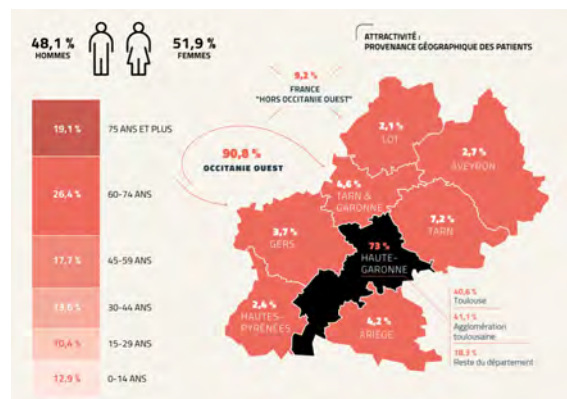 48,1 %
HOMMES
51,9 %
FEMMES
ATTRACTIVITÉ :
PROVENANCE GÉOGRAPHIQUE DES PATIENTS
19,1 %
75 ANS ET PLUS
26,4 %
60-74 ANS
17,7 %
45-59 ANS
13,6 %
30-44 ANS
10,4 %
15-29 ANS
12,9 %
0-14 ANS
9,2 %
FRANCE
"HORS OCCITANIE OUEST"
90,8 %
OCCITANIE OUEST
2,1 %
LOT
2,7 %
AVEYRON
4,6 %
TARN &
GARONNE
7,2 %
TARN
3,7 %
GERS
73 %
HAUTE-
GARONNE
2,4 %
HAUTES-
PYRÉNÉES
4,2 %
ARIÈGE
40,6 %
Toulouse
41,1 %
Agglomération
toulousaine
18,3 %
Reste du département